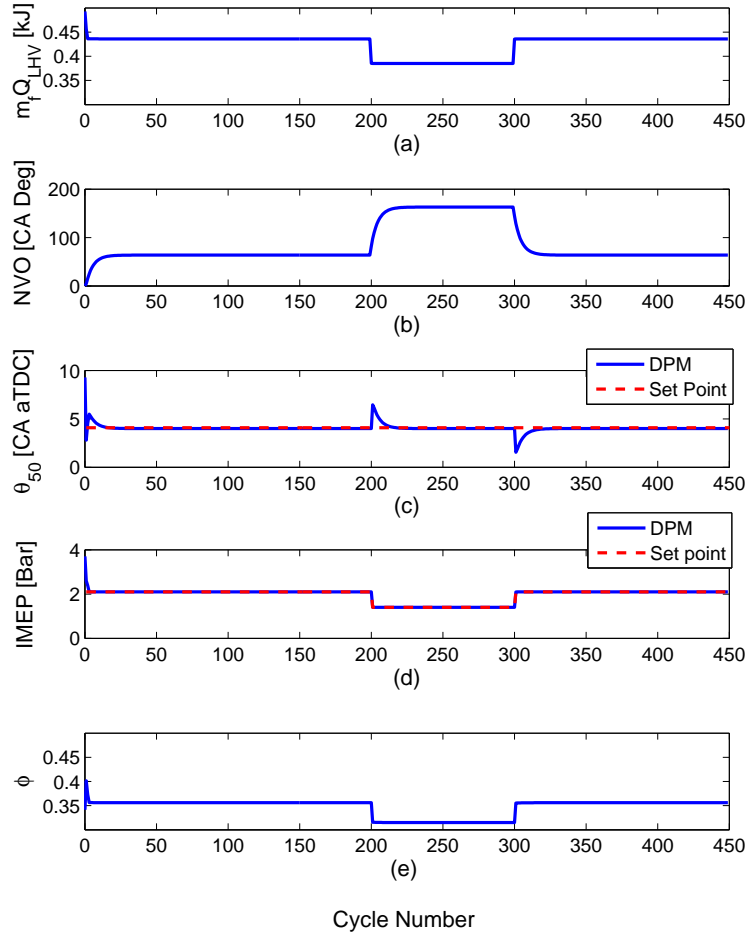 m_fQ_LHV [kJ]
0.45
0.4
0.35
0 50 100 150 200 250 300 350 400 450
(a)
NVO [CA Deg]
200
100
0
0 50 100 150 200 250 300 350 400 450
(b)
θ_50 [CA aTDC]
10
5
0
DPM
Set Point
0 50 100 150 200 250 300 350 400 450
(c)
IMEP [Bar]
4
2
0
DPM
Set point
0 50 100 150 200 250 300 350 400 450
(d)
ϕ
0.45
0.4
0.35
0 50 100 150 200 250 300 350 400 450
(e)
Cycle Number